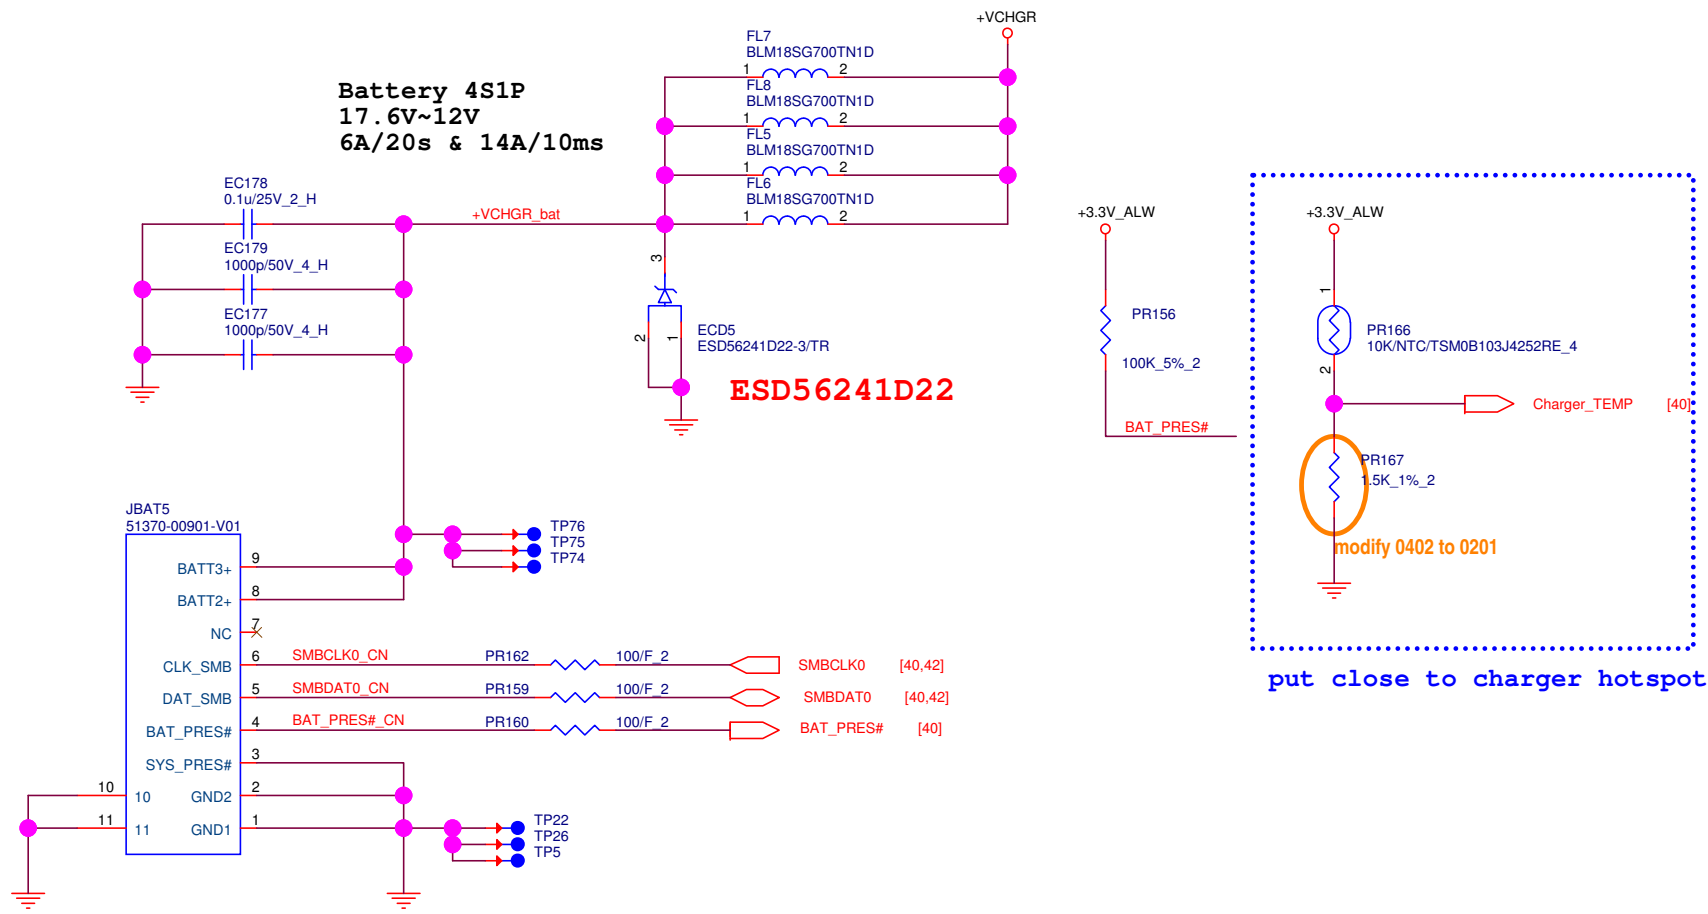 +VCHGR
FL7
BLM18SG700TN1D
1 2
FL8
BLM18SG700TN1D
1 2
FL5
BLM18SG700TN1D
1 2
FL6
BLM18SG700TN1D
1 2
Battery 4S1P
17.6V~12V
6A/20s & 14A/10ms
EC178
0.1u/25V_2_H
+VCHGR_bat
EC179
1000p/50V_4_H
EC177
1000p/50V_4_H
3
2
1
ECD5
ESD56241D22-3/TR
ESD56241D22
+3.3V_ALW
PR156
100K_5%_2
BAT_PRES#
+3.3V_ALW
1
PR166
10K/NTC/TSM0B103J4252RE_4
2
Charger_TEMP [40]
PR167
1.5K_1%_2
modify 0402 to 0201
put close to charger hotspot
JBAT5
51370-00901-V01
TP76
TP75
TP74
BATT3+ 9
BATT2+ 8
NC 7
CLK_SMB 6 SMBCLK0_CN PR162 100/F_2 SMBCLK0 [40,42]
DAT_SMB 5 SMBDAT0_CN PR159 100/F_2 SMBDAT0 [40,42]
BAT_PRES# 4 BAT_PRES#_CN PR160 100/F_2 BAT_PRES# [40]
SYS_PRES# 3
10 10 GND2 2
11 11 GND1 1
TP22
TP26
TP5